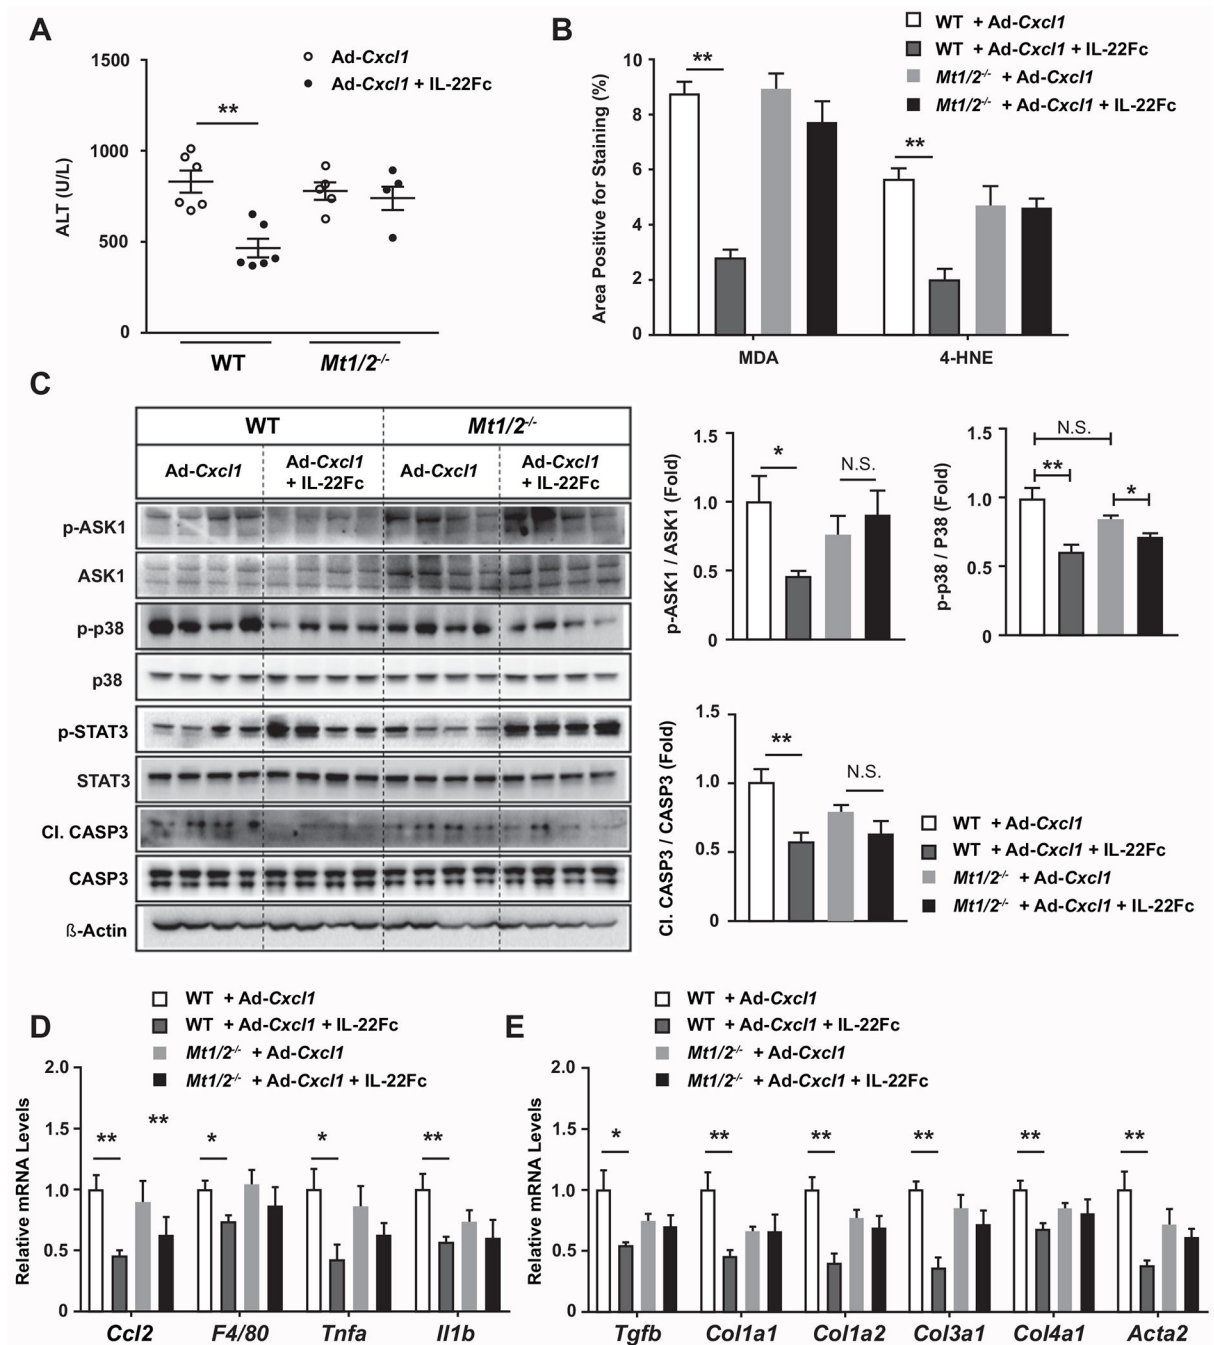 A
Ad-Cxcl1
Ad-Cxcl1 + IL-22Fc
ALT (U/L)
1500
1000
500
0
**
WT
Mt1/2-/-
B
WT + Ad-Cxcl1
WT + Ad-Cxcl1 + IL-22Fc
Mt1/2-/- + Ad-Cxcl1
Mt1/2-/- + Ad-Cxcl1 + IL-22Fc
Area Positive for Staining (%)
10
8
6
4
2
0
**
**
MDA
4-HNE
C
WT
Mt1/2-/-
Ad-Cxcl1
Ad-Cxcl1
+ IL-22Fc
Ad-Cxcl1
Ad-Cxcl1
+ IL-22Fc
p-ASK1
ASK1
p-p38
p38
p-STAT3
STAT3
Cl. CASP3
CASP3
ß-Actin
p-ASK1 / ASK1 (Fold)
1.5
1.0
0.5
0
*
N.S.
p-p38 / P38 (Fold)
1.5
1.0
0.5
0
N.S.
**
*
Cl. CASP3 / CASP3 (Fold)
1.5
1.0
0.5
0
**
N.S.
WT + Ad-Cxcl1
WT + Ad-Cxcl1 + IL-22Fc
Mt1/2-/- + Ad-Cxcl1
Mt1/2-/- + Ad-Cxcl1 + IL-22Fc
D
WT + Ad-Cxcl1
WT + Ad-Cxcl1 + IL-22Fc
Mt1/2-/- + Ad-Cxcl1
Mt1/2-/- + Ad-Cxcl1 + IL-22Fc
Relative mRNA Levels
2.0
1.5
1.0
0.5
0
**
**
*
*
**
Ccl2
F4/80
Tnfa
Il1b
E
WT + Ad-Cxcl1
WT + Ad-Cxcl1 + IL-22Fc
Mt1/2-/- + Ad-Cxcl1
Mt1/2-/- + Ad-Cxcl1 + IL-22Fc
Relative mRNA Levels
2.0
1.5
1.0
0.5
0
*
**
**
**
**
**
Tgfb
Col1a1
Col1a2
Col3a1
Col4a1
Acta2